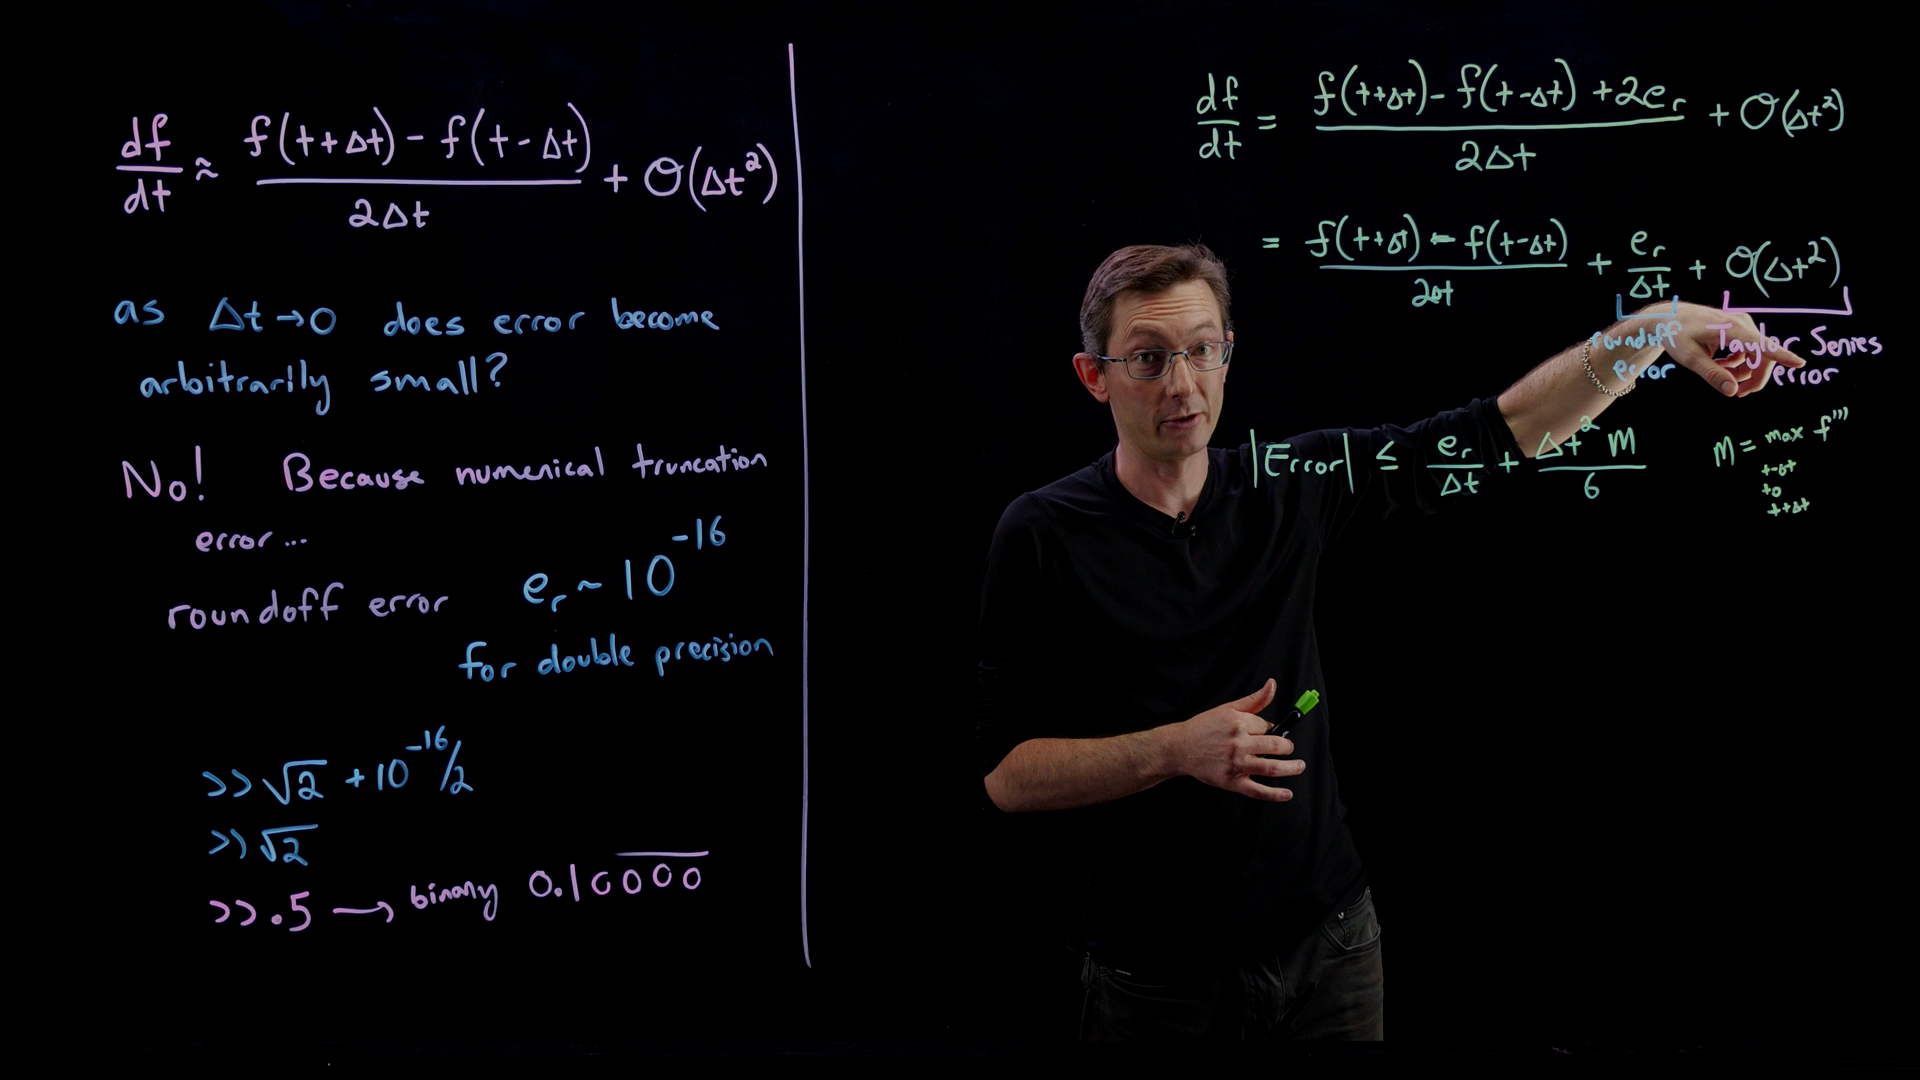 df/dt ≈ (f(t+Δt) - f(t-Δt))/(2Δt) + O(Δt²)
as Δt→0 does error become
arbitrarily small?
No! Because numerical truncation
error...
roundoff error e_r ~ 10^-16
for double precision
>> √2 + 10^-16/2
>> √2
>> .5 → binary 0.10000
df/dt = (f(t+Δt) - f(t-Δt) + 2e_r)/(2Δt) + O(Δt²)
= (f(t+Δt) - f(t-Δt))/(2Δt) + e_r/Δt + O(Δt²)
roundoff error
Taylor Series error
|Error| ≤ e_r/Δt + Δt² M/6
M = max f'''
t-Δt
to
t+Δt